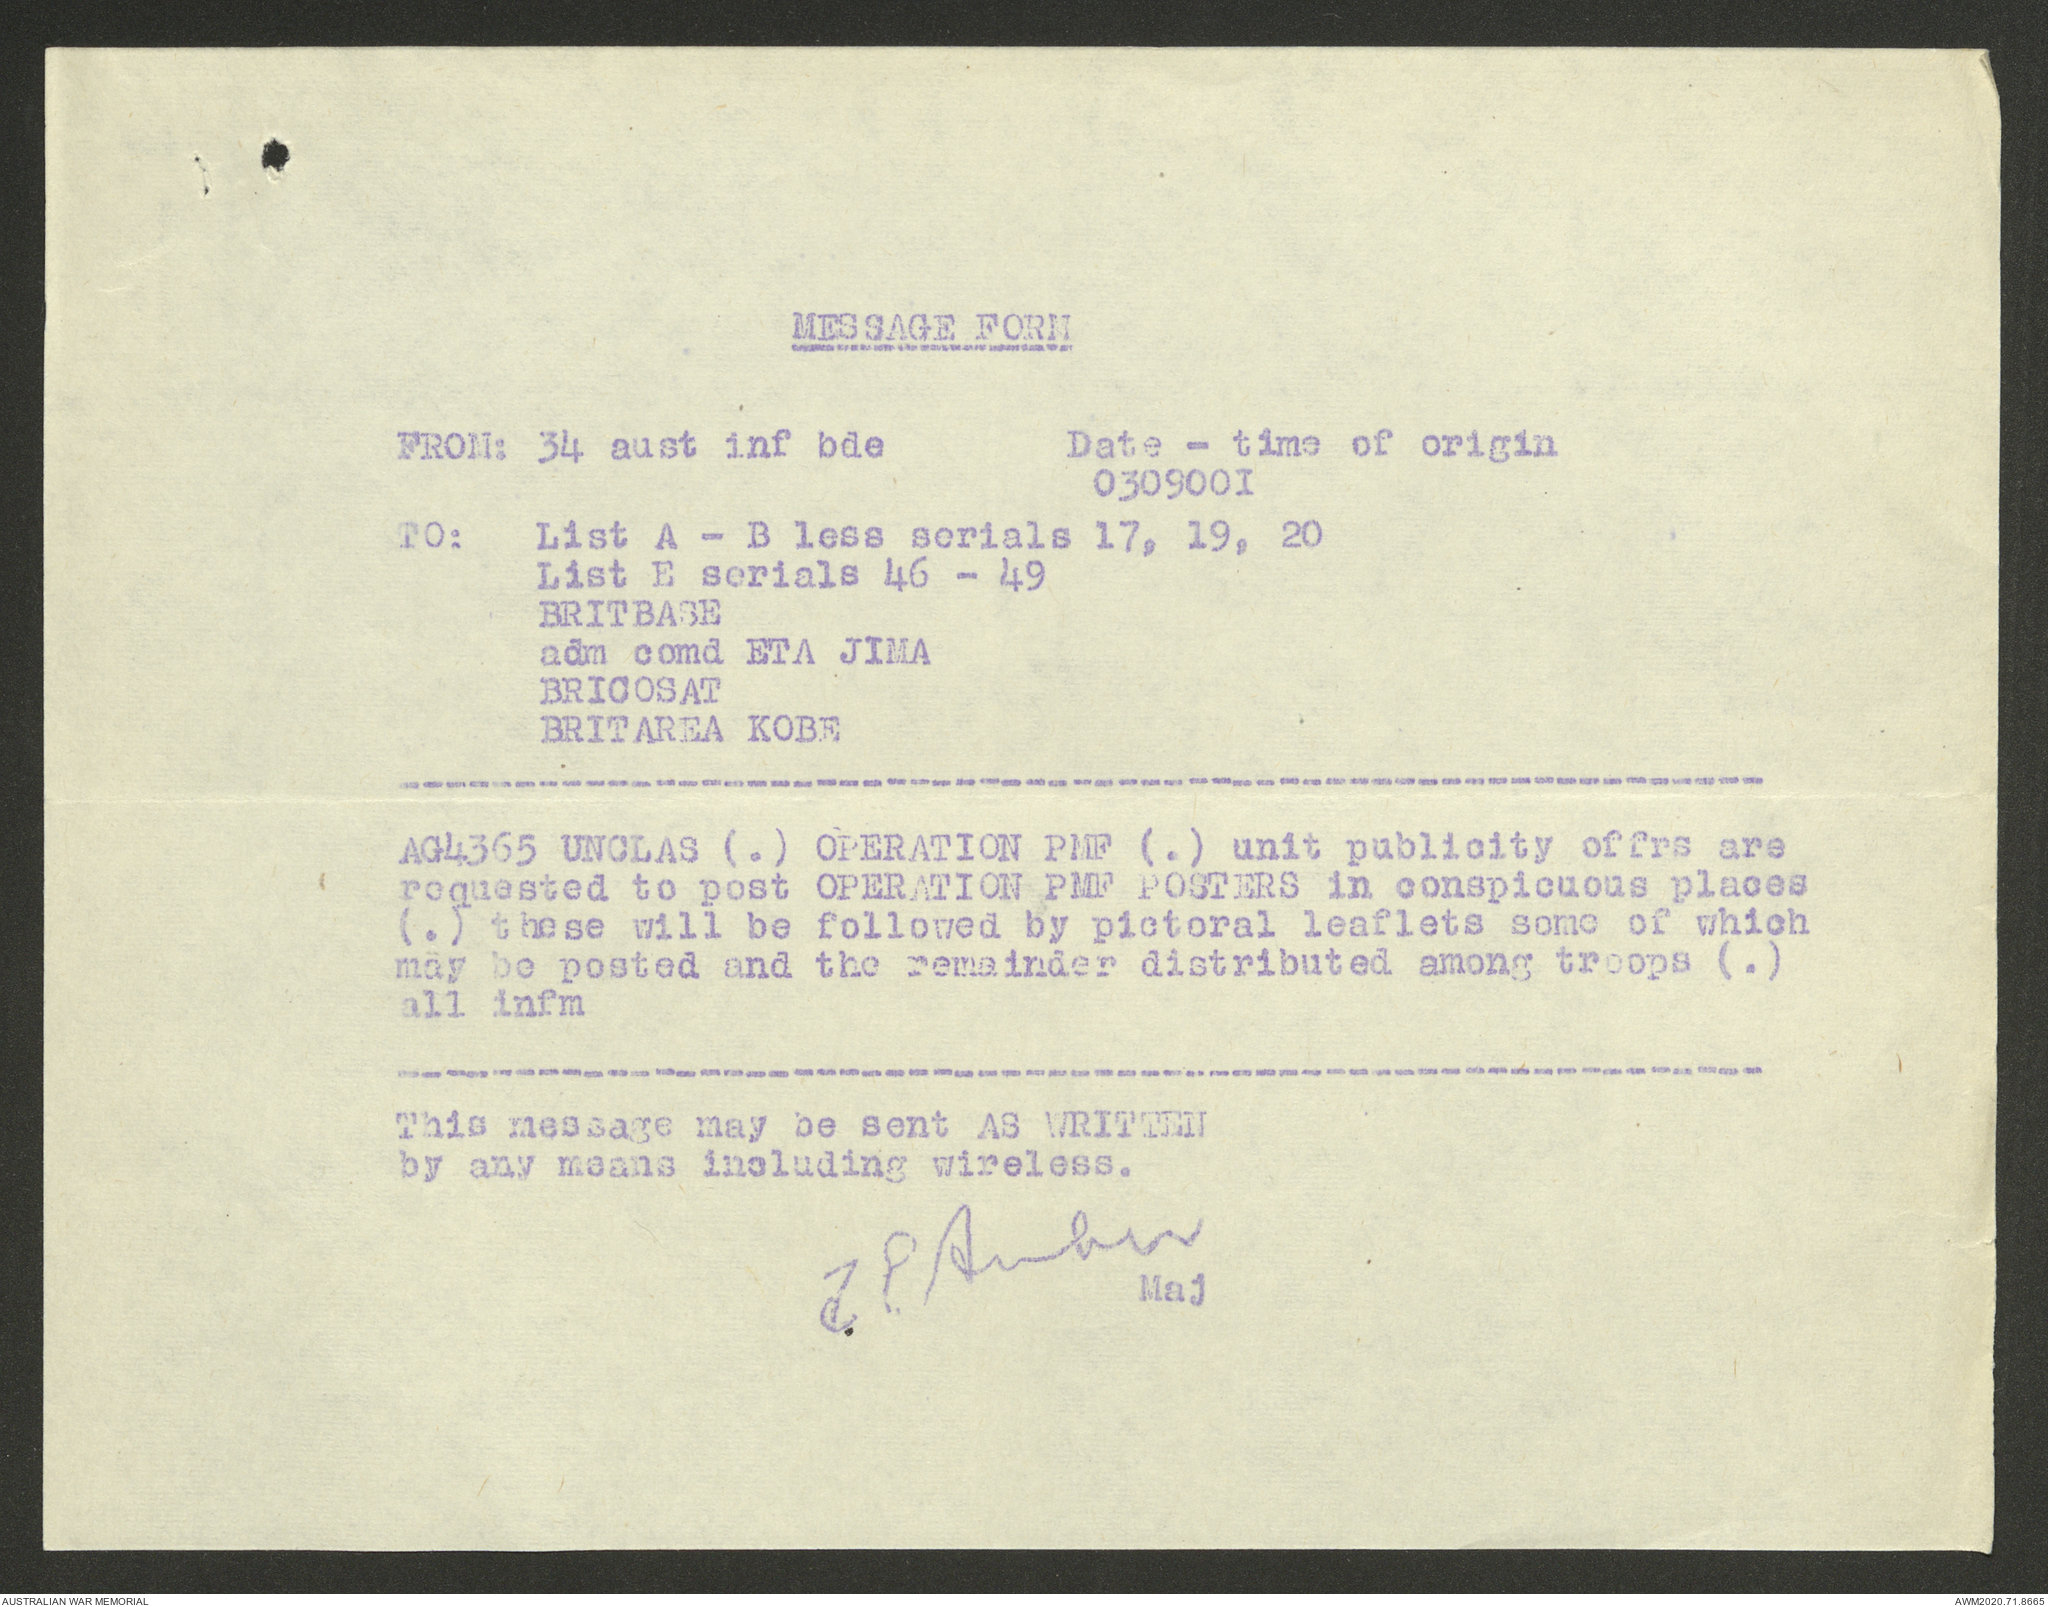 MESSAGE FORM
FROM: 34 aust inf bde Date - time of origin
030900I
TO: List A - B less serials 17, 19, 20
List E serials 46 - 49
BRITBASE
adm comd ETA JIMA
BRICOSAT
BRITAREA KOBE
AG4365 UNCLAS (.) OPERATION PMF (.) unit publicity offrs are
requested to post OPERATION PMF POSTERS in conspicuous places
(.) these will be followed by pictoral leaflets some of which
may be posted and the remainder distributed among troops (.)
all infm
This message may be sent AS WRITTEN
by any means including wireless.
Maj
AUSTRALIAN WAR MEMORIAL AWM2020.71.8665